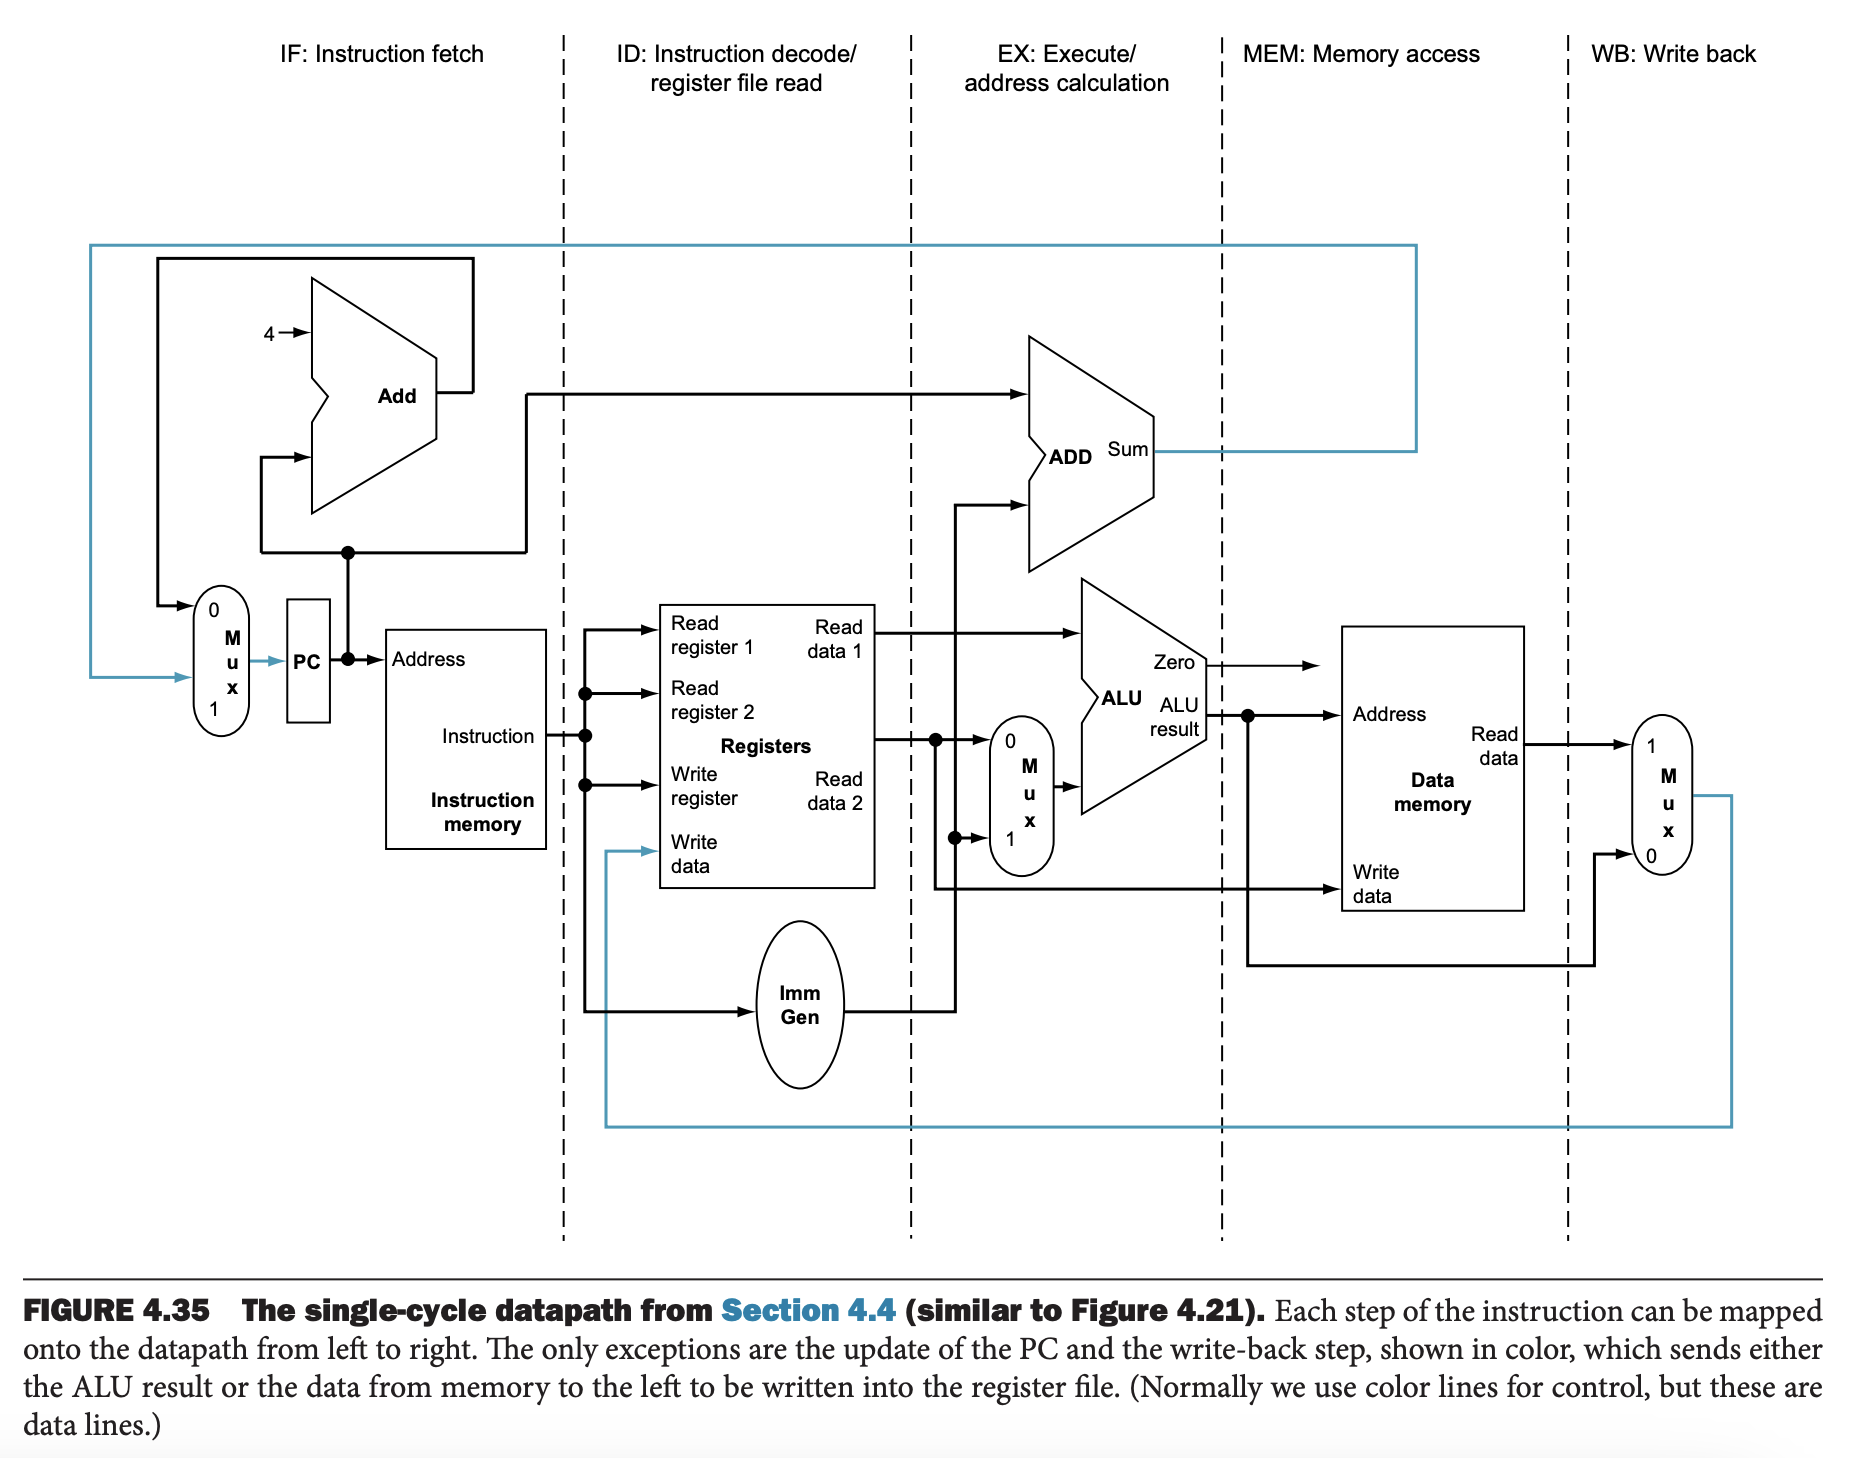 IF: Instruction fetch
ID: Instruction decode/
register file read
EX: Execute/
address calculation
MEM: Memory access
WB: Write back
4
Add
ADD
Sum
0
M
u
x
1
PC
Address
Instruction
Instruction
memory
Read
register 1
Read
data 1
Read
register 2
Registers
Write
register
Read
data 2
Write
data
Imm
Gen
0
M
u
x
1
Zero
ALU
ALU
result
Address
Read
data
Data
memory
Write
data
1
M
u
x
0
FIGURE 4.35 The single-cycle datapath from Section 4.4 (similar to Figure 4.21). Each step of the instruction can be mapped
onto the datapath from left to right. The only exceptions are the update of the PC and the write-back step, shown in color, which sends either
the ALU result or the data from memory to the left to be written into the register file. (Normally we use color lines for control, but these are
data lines.)